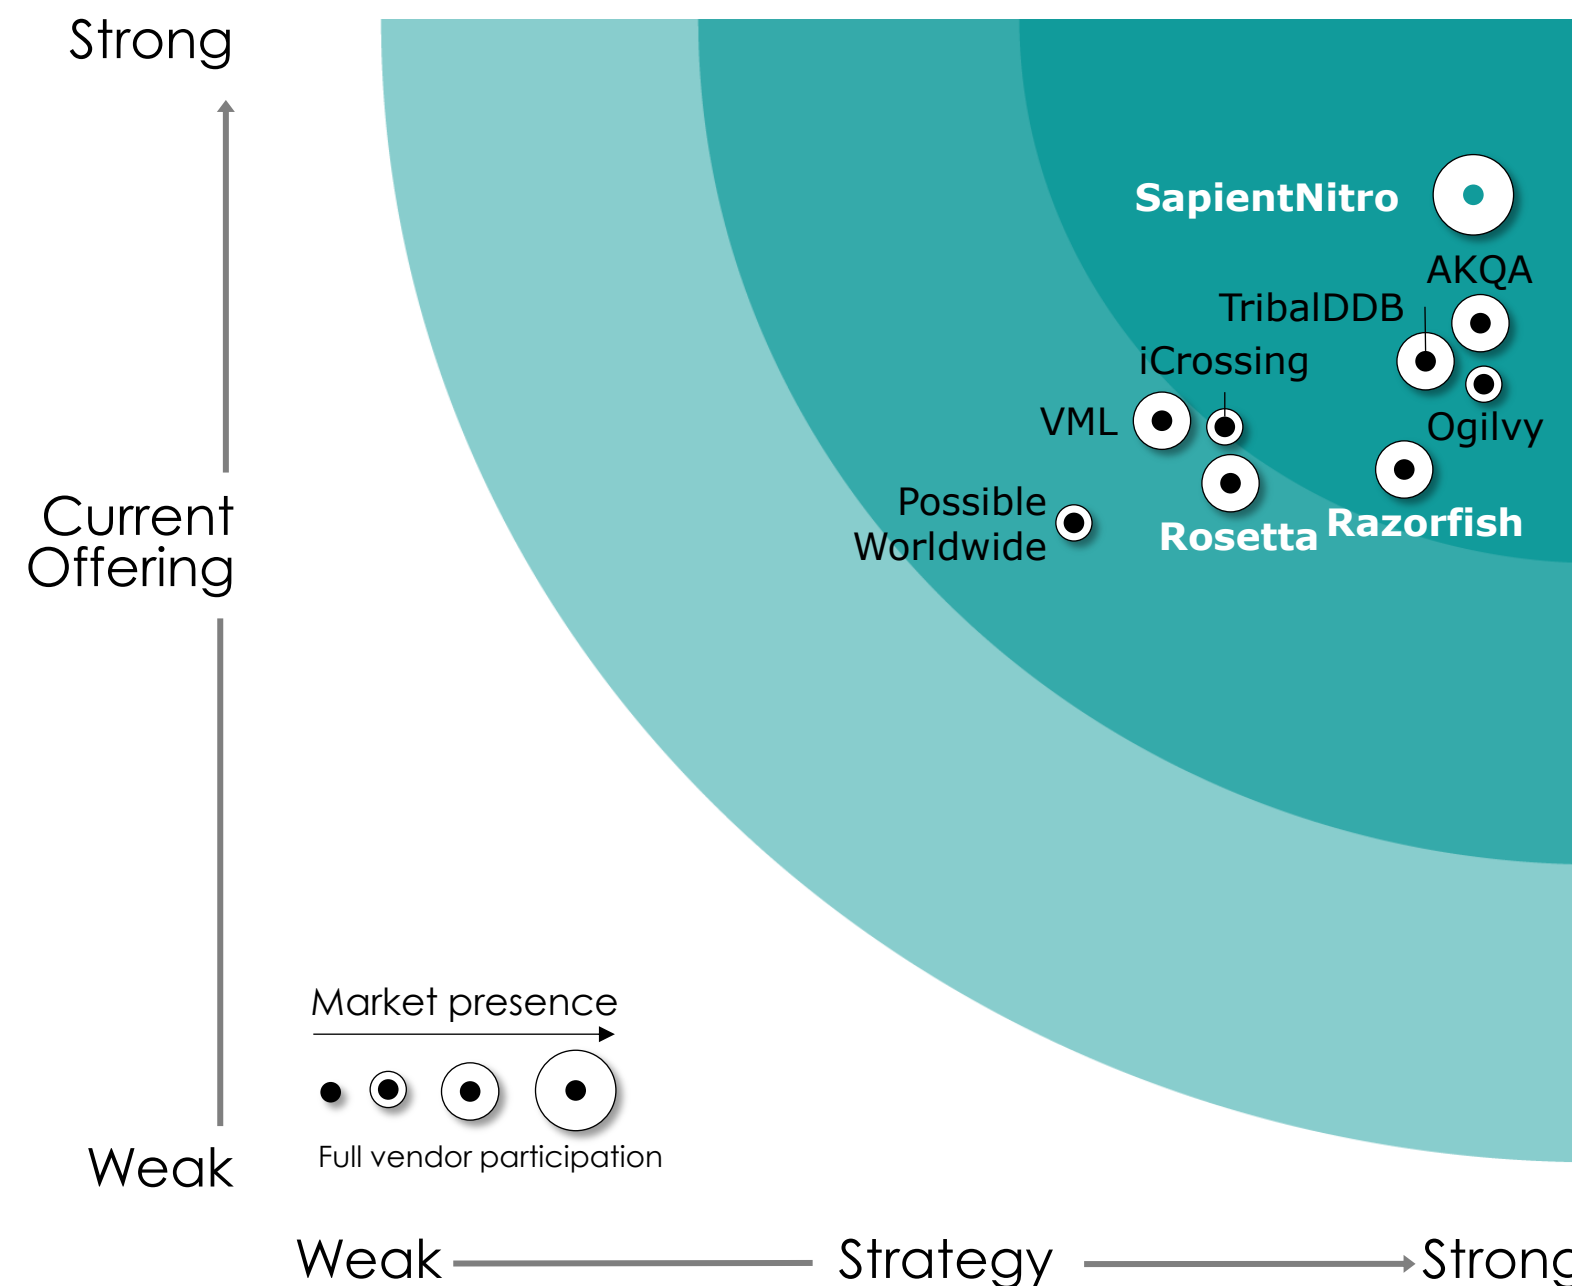 Strong
SapientNitro
AKQA
TribalDDB
iCrossing
VML
Ogilvy
Possible
Worldwide
Rosetta
Razorfish
Current
Offering
Market presence
Full vendor participation
Weak
Weak
Strategy
Strong